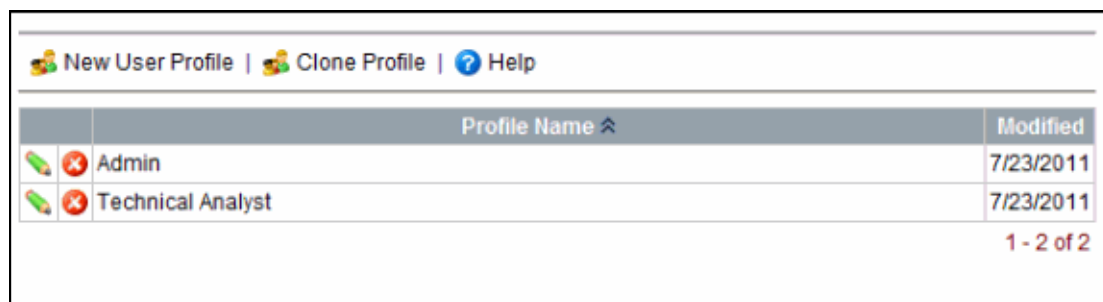 New User Profile | Clone Profile | Help
Profile Name Modified
Admin 7/23/2011
Technical Analyst 7/23/2011
1 - 2 of 2